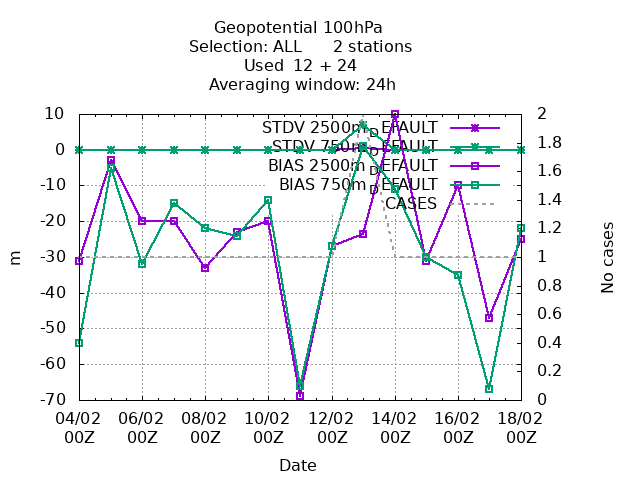 Geopotential 100hPa
Selection: ALL 2 stations
Used 12 + 24
Averaging window: 24h
10 2
STDV 2500m_DEFAULT
0 1.8
STDV 750m_DEFAULT
BIAS 2500m_DEFAULT
-10 1.6
BIAS 750m_DEFAULT
1.4
CASES
-20 1.2
m
-30 1
No cases
-40 0.8
0.6
-50 0.4
-60 0.2
-70 0
04/02 06/02 08/02 10/02 12/02 14/02 16/02 18/02
00Z 00Z 00Z 00Z 00Z 00Z 00Z 00Z
Date